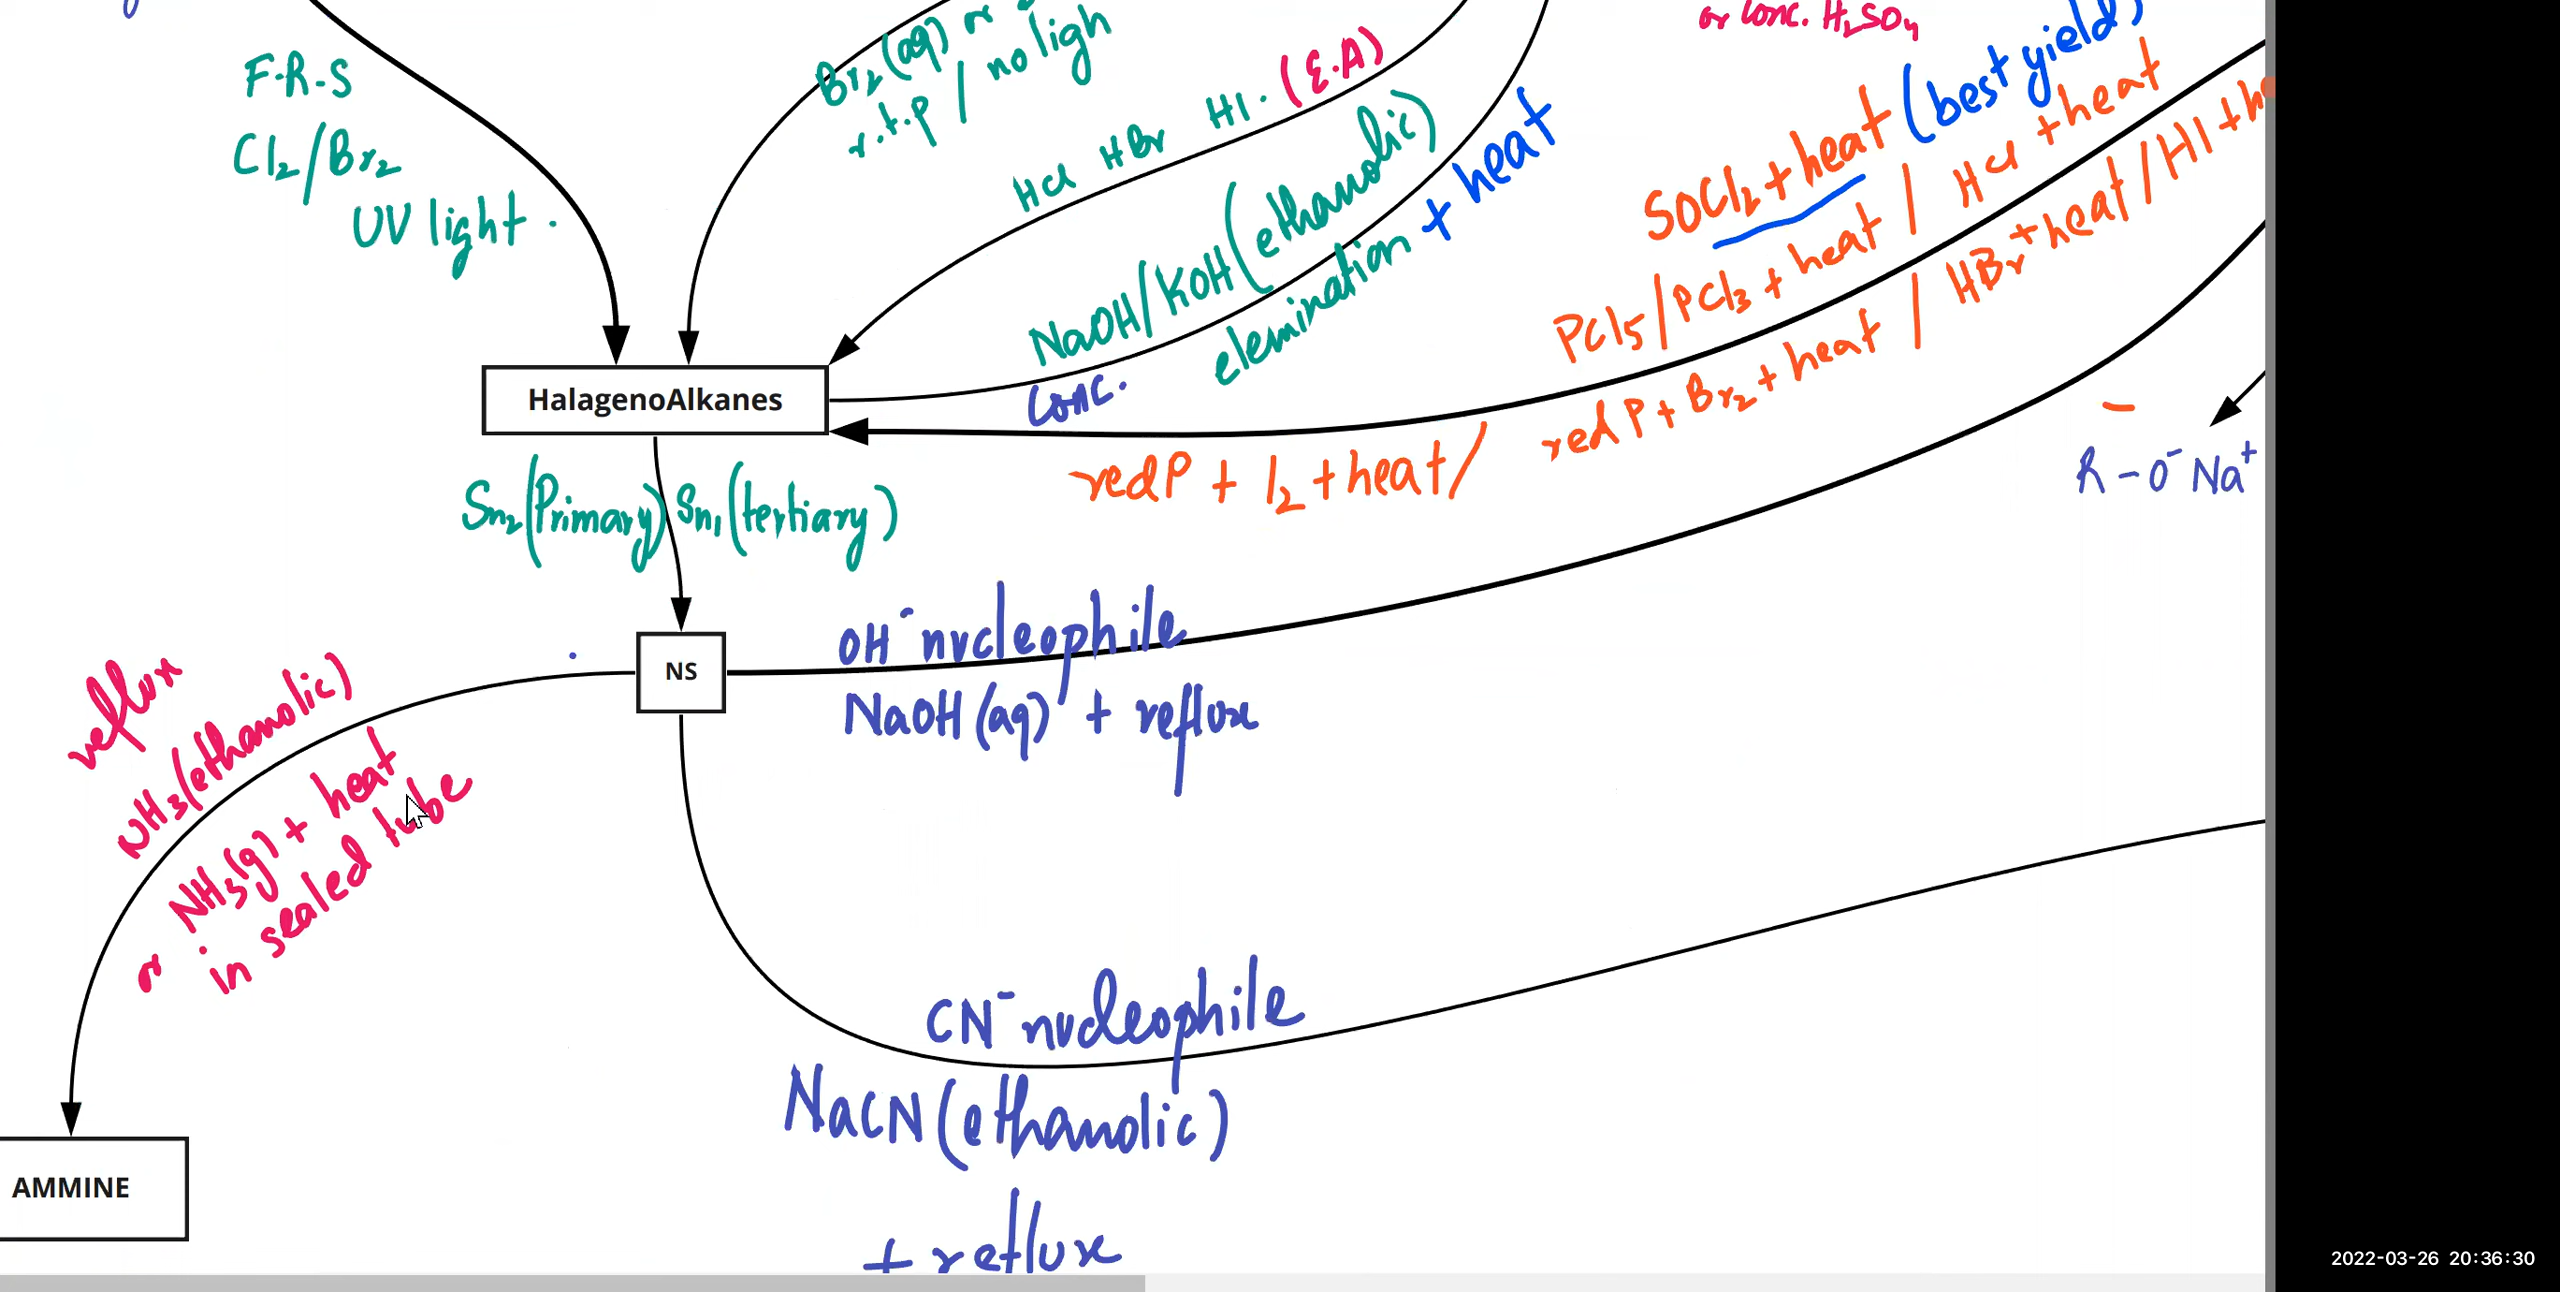 or conc. H₂SO₄
F-R-S
Cl₂/Br₂
UV light.
Br₂(aq) or
r.t.p / no ligh
HCl HBr HI. (E.A)
NaOH/KOH(ethanolic)
elemination + heat
conc.
SOCl₂+heat (best yield)
PCl5/PCl₃ + heat / HCl +heat
redP + I₂ +heat/ red P + Br₂ + heat / HBr +heat/HI +h
HalagenoAlkanes
R-O⁻Na⁺
Sn₂(Primary) Sn₁(tertiary)
NS
OH⁻nucleophile
NaOH(aq) + reflux
reflux
NH₃(ethanolic)
or NH₃(g) + heat
in sealed tube
CN⁻nucleophile
NaCN(ethanolic)
+ reflux
AMMINE
2022-03-26 20:36:30